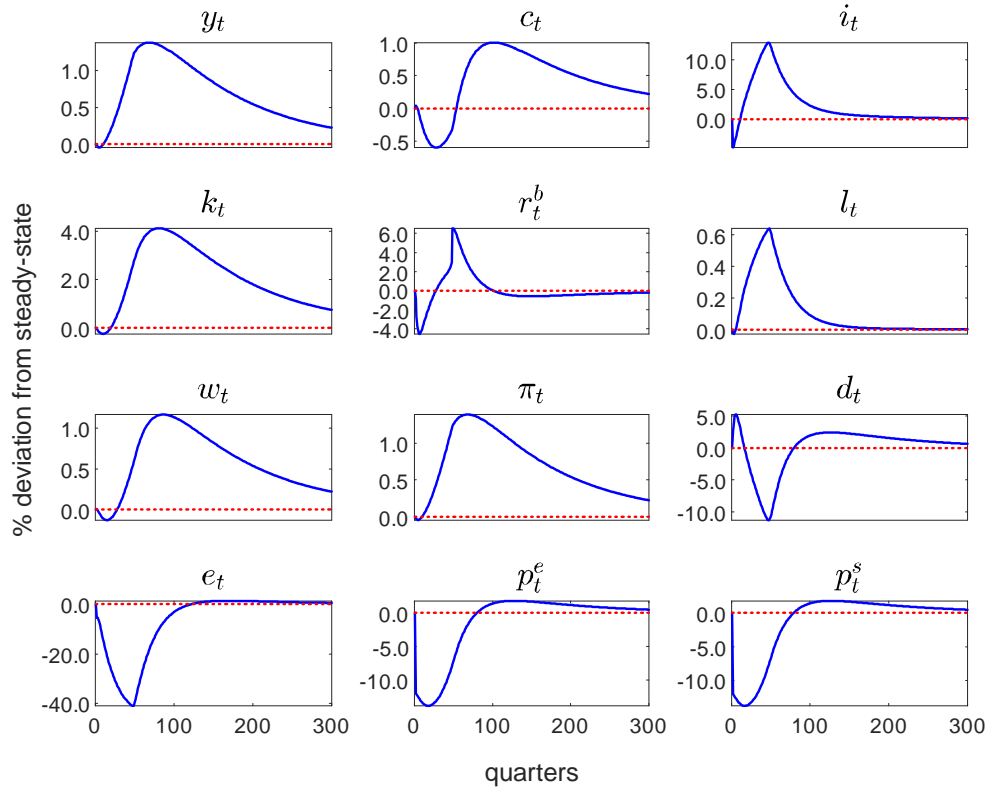 y_t c_t i_t
1.0 0.5 0.0
1.0 0.5 0.0 -0.5
10.0 5.0 0.0
k_t r_t^b l_t
4.0 2.0 0.0
6.0 4.0 2.0 0.0 -2.0 -4.0
0.6 0.4 0.2 0.0
w_t π_t d_t
1.0 0.5 0.0
1.0 0.5 0.0
5.0 0.0 -5.0 -10.0
e_t p_t^e p_t^s
0.0 -20.0 -40.0
0.0 -5.0 -10.0
0.0 -5.0 -10.0
0 100 200 300
0 100 200 300
0 100 200 300
% deviation from steady-state
quarters